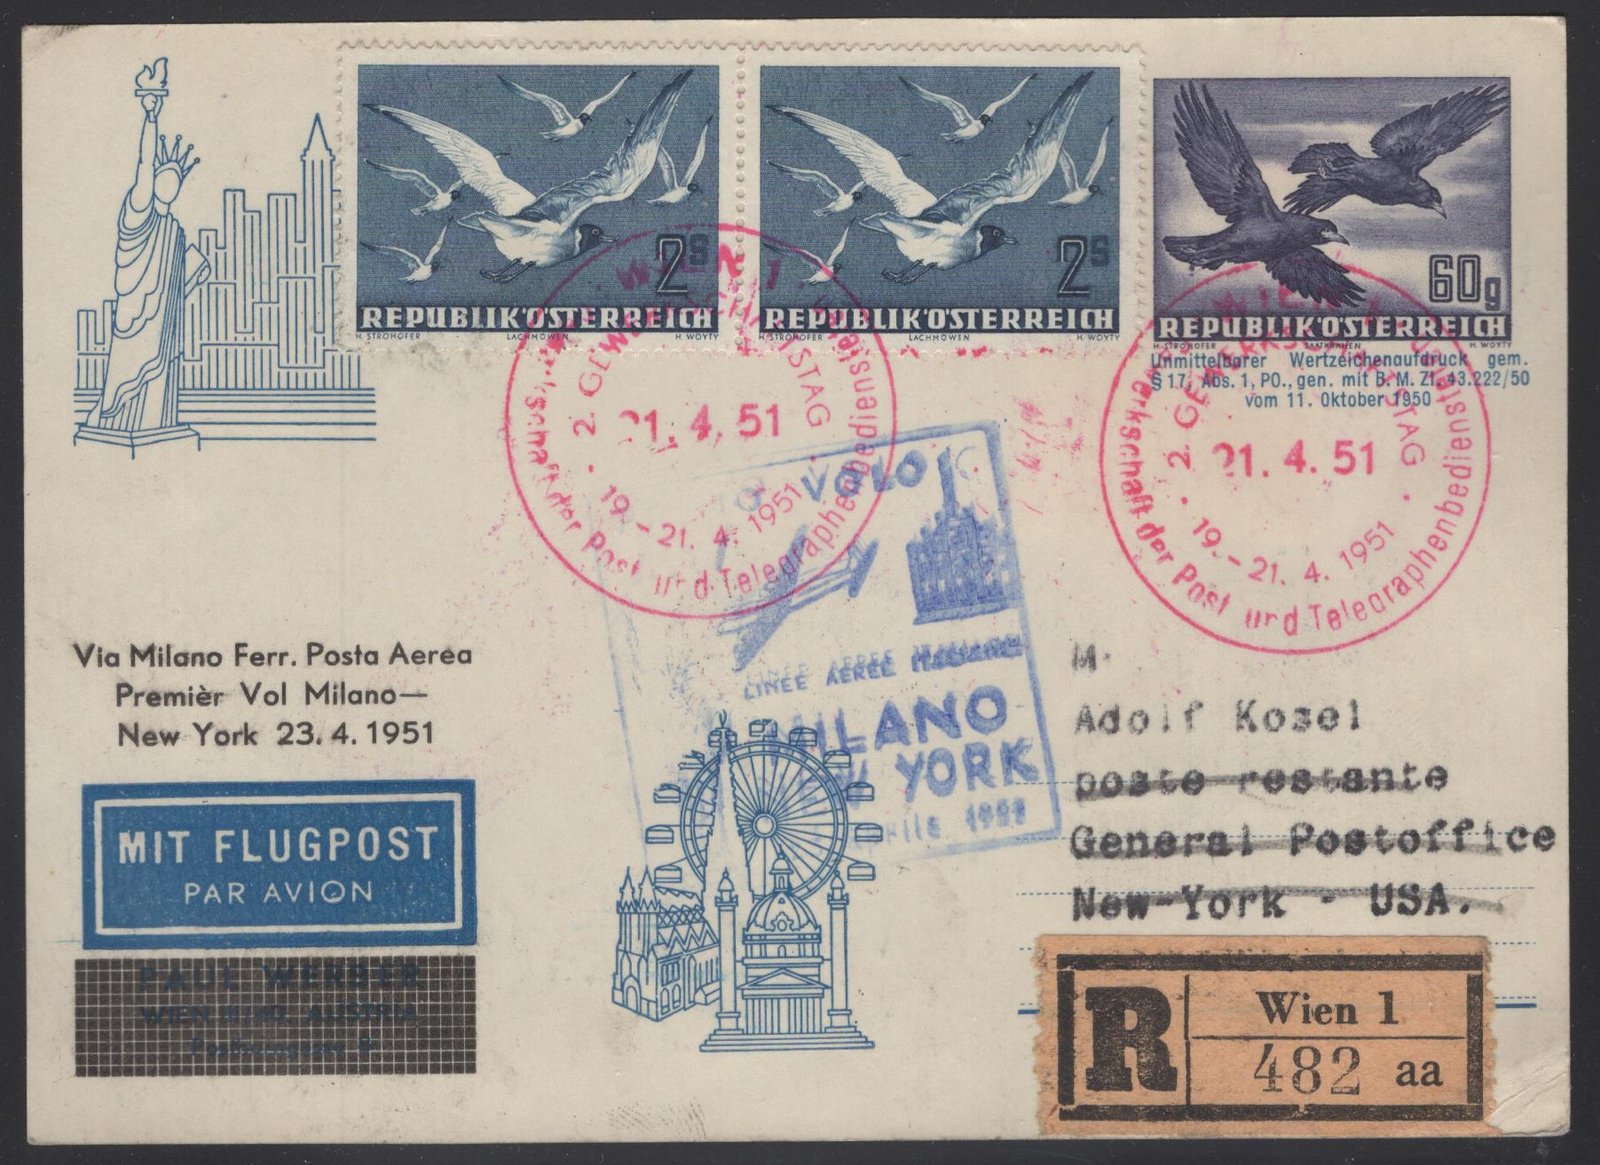 2S
REPUBLIK ÖSTERREICH
H. STROHOFER LACHMÖWEN H. WOYTY
2S
REPUBLIK ÖSTERREICH
H. STROHOFER LACHMÖWEN H. WOYTY
60g
REPUBLIK ÖSTERREICH
H. STROHOFER SAATKRÄHEN H. WOYTY
Unmittelbarer Wertzeichenaufdruck gem.
§ 17, Abs. 1, PO., gen. mit B. M. Zl. 43.222/50
vom 11. Oktober 1950
WIEN 1
2. GEWERKSCHAFTSTAG
21. 4. 51
19.-21. 4. 1951
Gewerkschaft der Post und Telegraphenbediensteten
WIEN 1
2. GEWERKSCHAFTSTAG
21. 4. 51
19.-21. 4. 1951
Gewerkschaft der Post und Telegraphenbediensteten
VOLO
LINEE AEREE ITALIANE
MILANO
NEW YORK
Via Milano Ferr. Posta Aerea
Premièr Vol Milano—
New York 23. 4. 1951
MIT FLUGPOST
PAR AVION
PAUL WERBER
M.
Adolf Kosel
poste restante
General Postoffice
New-York - USA.
R
Wien 1
482 aa